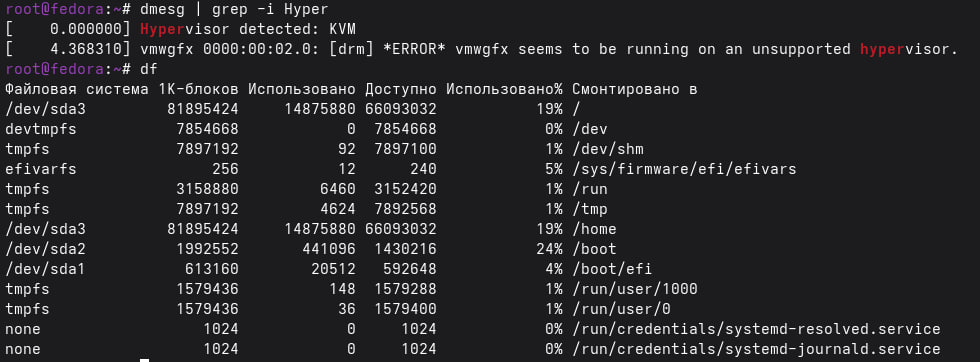 root@fedora:~# dmesg | grep -i Hyper
[    0.000000] Hypervisor detected: KVM
[    4.368310] vmwgfx 0000:00:02.0: [drm] *ERROR* vmwgfx seems to be running on an unsupported hypervisor.
root@fedora:~# df
Файловая система 1K-блоков Использовано Доступно Использовано% Смонтировано в
/dev/sda3         81895424     14875880 66093032           19% /
devtmpfs           7854668            0  7854668            0% /dev
tmpfs              7897192           92  7897100            1% /dev/shm
efivarfs               256           12      240            5% /sys/firmware/efi/efivars
tmpfs              3158880         6460  3152420            1% /run
tmpfs              7897192         4624  7892568            1% /tmp
/dev/sda3         81895424     14875880 66093032           19% /home
/dev/sda2          1992552       441096  1430216           24% /boot
/dev/sda1           613160        20512   592648            4% /boot/efi
tmpfs              1579436          148  1579288            1% /run/user/1000
tmpfs              1579436           36  1579400            1% /run/user/0
none                  1024            0     1024            0% /run/credentials/systemd-resolved.service
none                  1024            0     1024            0% /run/credentials/systemd-journald.service